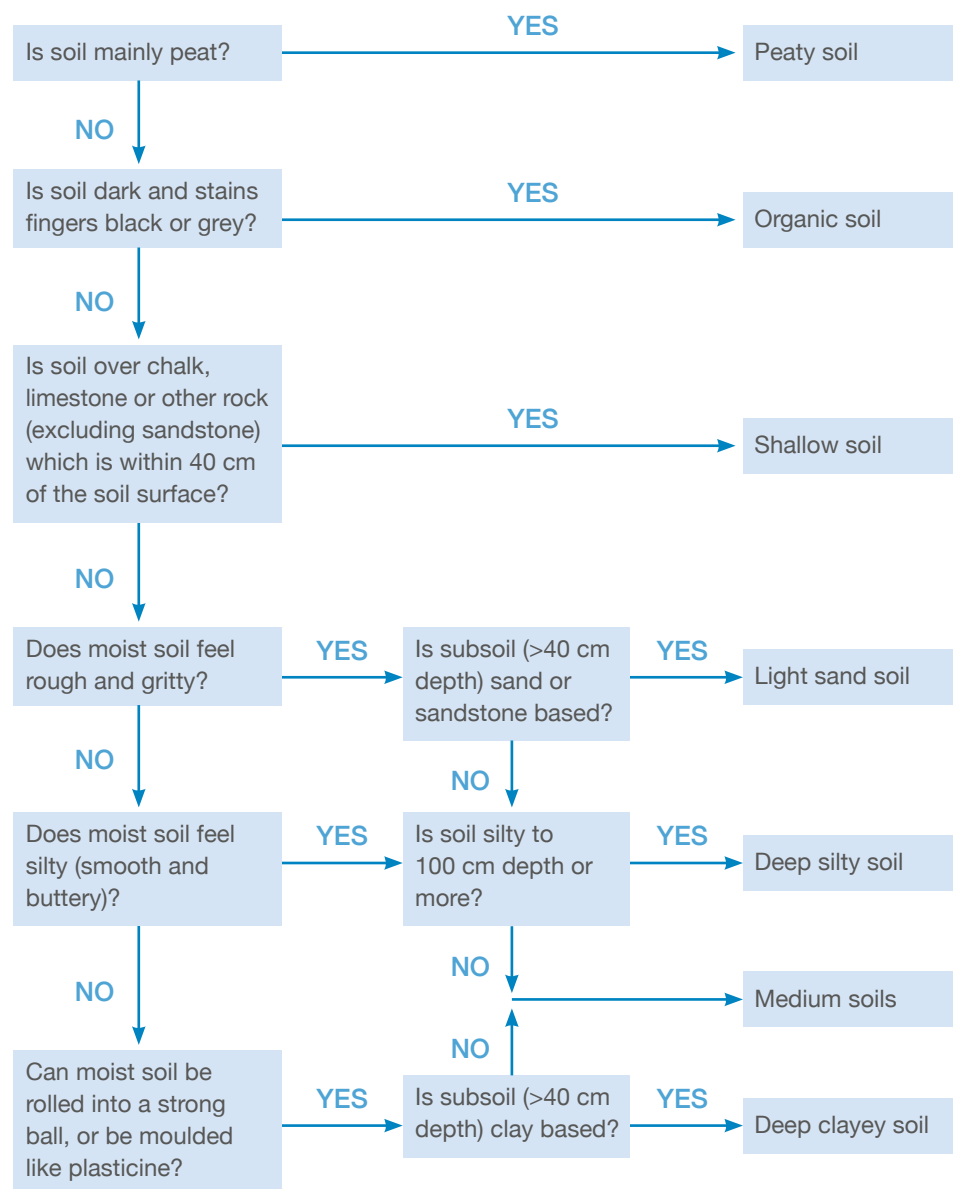 YES
Is soil mainly peat?
Peaty soil
NO
Is soil dark and stains
fingers black or grey?
YES
Organic soil
NO
Is soil over chalk,
limestone or other rock
(excluding sandstone)
which is within 40 cm
of the soil surface?
YES
Shallow soil
NO
Does moist soil feel
rough and gritty?
YES
Is subsoil (>40 cm
depth) sand or
sandstone based?
YES
Light sand soil
NO
NO
Does moist soil feel
silty (smooth and
buttery)?
YES
Is soil silty to
100 cm depth or
more?
YES
Deep silty soil
NO
NO
Medium soils
NO
Can moist soil be
rolled into a strong
ball, or be moulded
like plasticine?
YES
Is subsoil (>40 cm
depth) clay based?
YES
Deep clayey soil